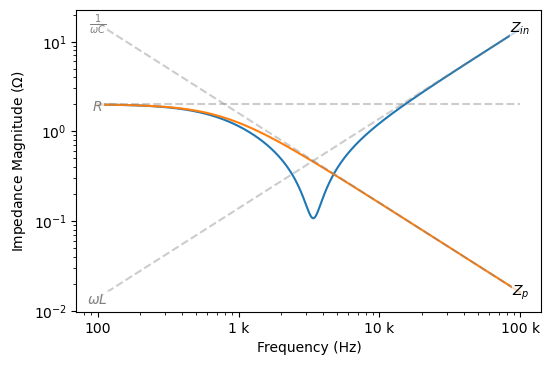 1/ωC
Z_in
10^1
R
10^0
10^-1
ωL
Z_p
10^-2
100
1 k
10 k
100 k
Frequency (Hz)
Impedance Magnitude (Ω)